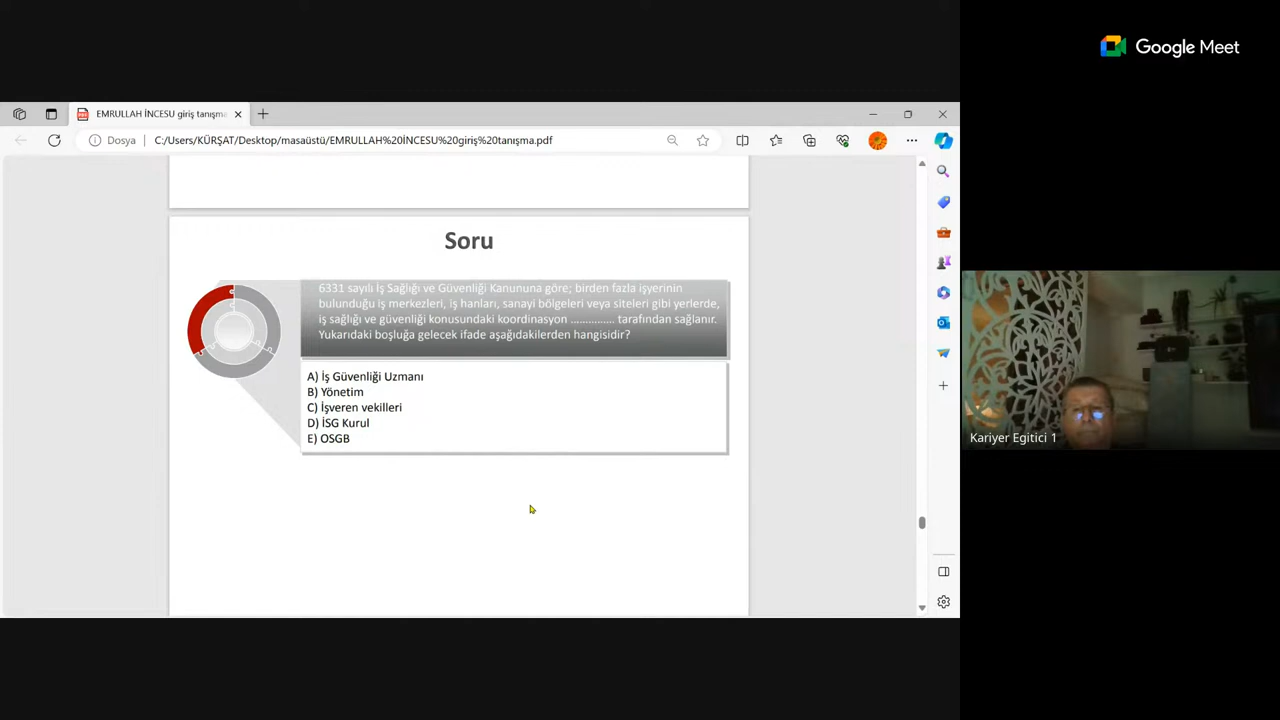 Google Meet
EMRULLAH İNCESU giriş tanışma
Dosya
C:/Users/KÜRŞAT/Desktop/masaüstü/EMRULLAH%20İNCESU%20giriş%20tanışma.pdf
Soru
6331 sayılı İş Sağlığı ve Güvenliği Kanununa göre; birden fazla işyerinin
bulunduğu iş merkezleri, iş hanları, sanayi bölgeleri veya siteleri gibi yerlerde,
iş sağlığı ve güvenliği konusundaki koordinasyon .............. tarafından sağlanır.
Yukarıdaki boşluğa gelecek ifade aşağıdakilerden hangisidir?
A) İş Güvenliği Uzmanı
B) Yönetim
C) İşveren vekilleri
D) İSG Kurul
E) OSGB
Kariyer Egitici 1